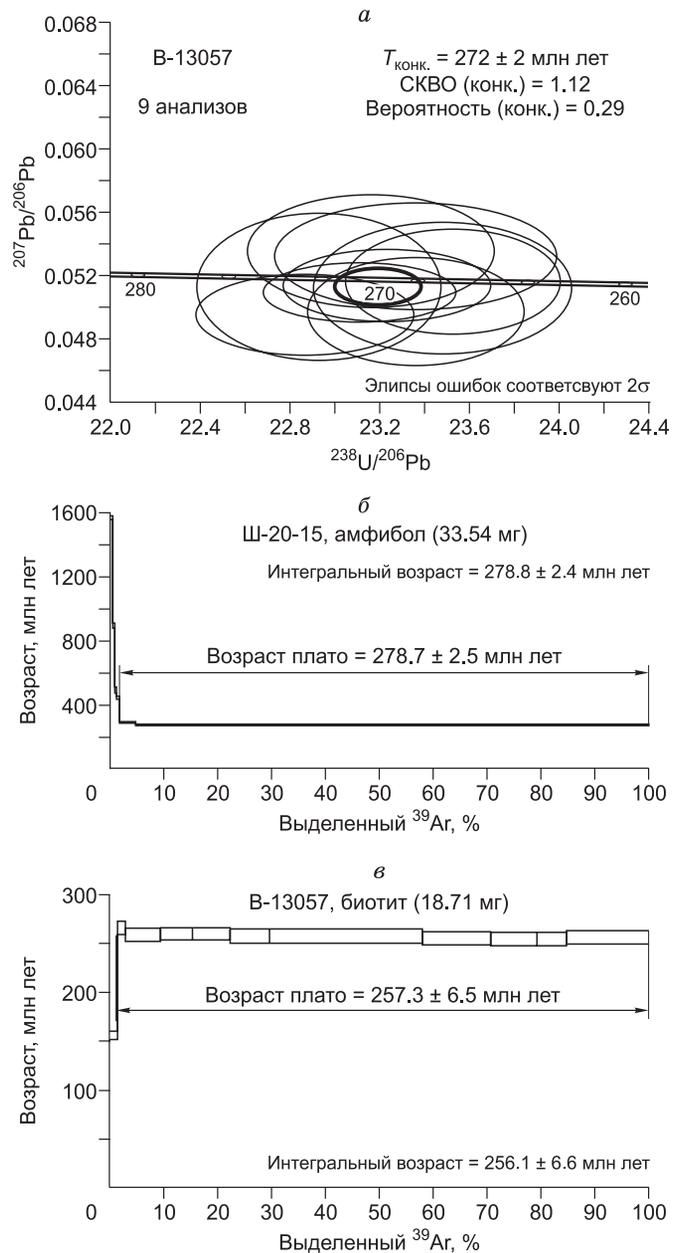 а
0.068
0.064
0.060
0.056
0.052
0.048
0.044
207Pb/206Pb
В-13057
9 анализов
Tконк. = 272 ± 2 млн лет
СКВО (конк.) = 1.12
Вероятность (конк.) = 0.29
280
270
260
Элипсы ошибок соответсвуют 2σ
22.0 22.4 22.8 23.2 23.6 24.0 24.4
238U/206Pb
б
1600
1200
800
400
0
Возраст, млн лет
Ш-20-15, амфибол (33.54 мг)
Интегральный возраст = 278.8 ± 2.4 млн лет
Возраст плато = 278.7 ± 2.5 млн лет
10 20 30 40 50 60 70 80 90 100
Выделенный 39Ar, %
в
300
200
100
0
Возраст, млн лет
В-13057, биотит (18.71 мг)
Возраст плато = 257.3 ± 6.5 млн лет
Интегральный возраст = 256.1 ± 6.6 млн лет
10 20 30 40 50 60 70 80 90 100
Выделенный 39Ar, %